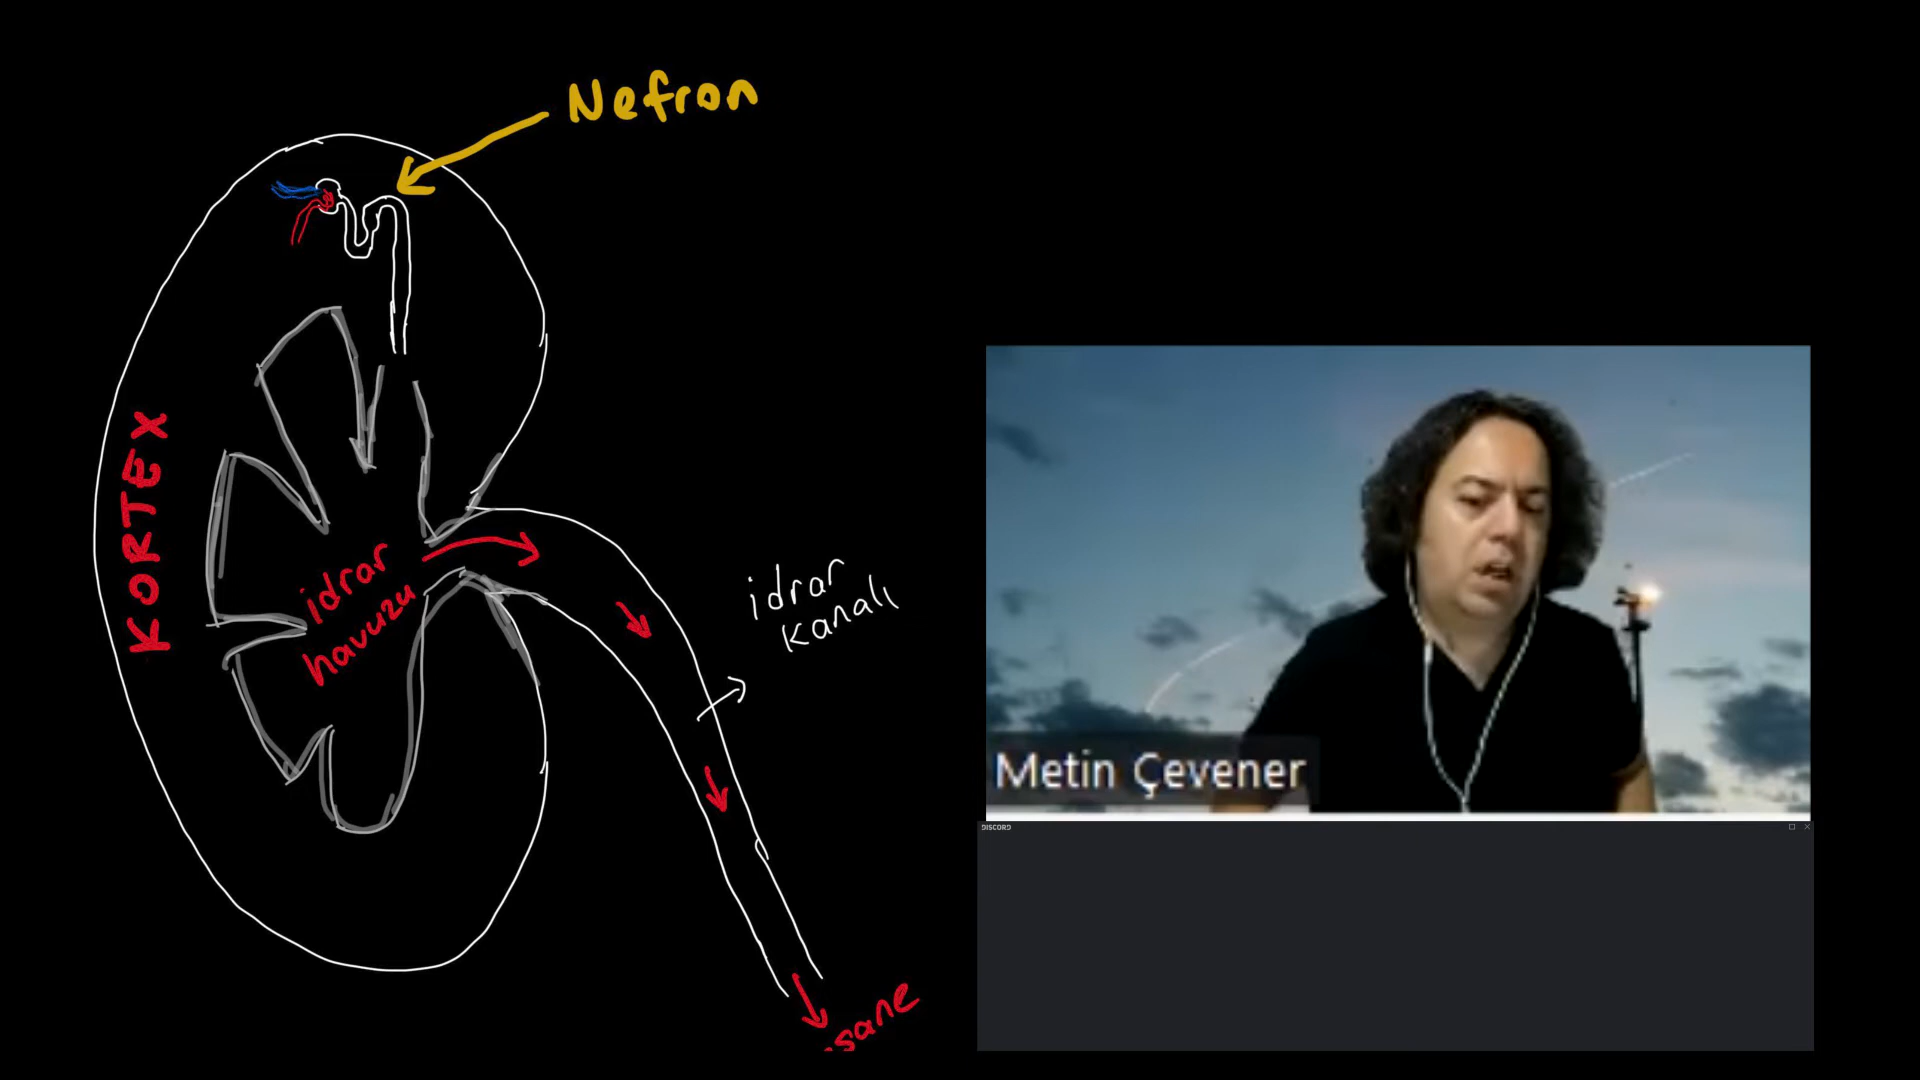 Nefron
KORTEX
idrar
havuzu
idrar
kanalı
Metin Çevener
DISCORD